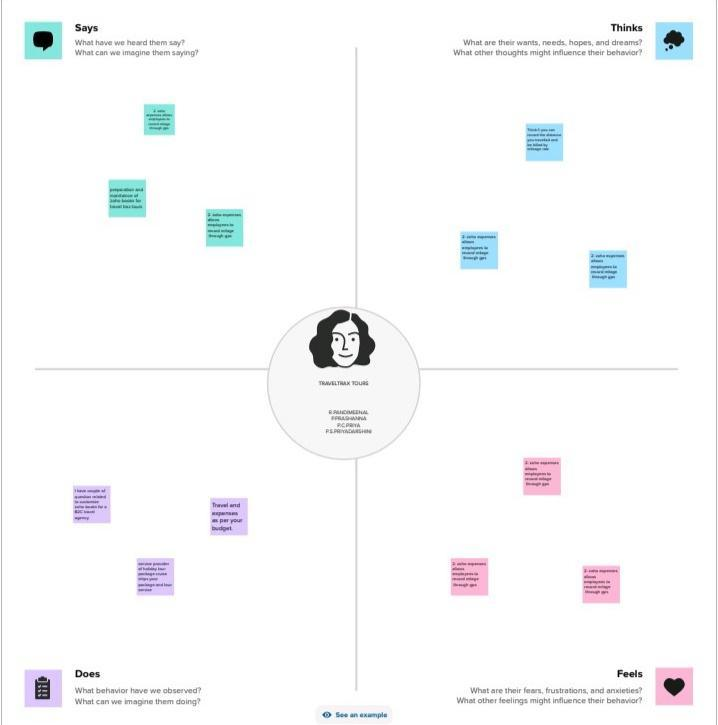 Says
What have we heard them say?
What can we imagine them saying?
Thinks
What are their wants, needs, hopes, and dreams?
What other thoughts might influence their behavior?
2. zoho
expenses allows
employees to
record milage
through gps
preparation and
maintance of
zoho books for
travel tour tours
2. zoho expenses
allows
employees to
record milage
through gps
you can
record the distance
you travelled and
be billed by
mileage rate
2. zoho expenses
allows
employees to
record milage
through gps
2. zoho expenses
allows
employees to
record milage
through gps
TRAVELTRAX TOURS
R.PANDIMEENAL
P.PRASHANNA
P.C.PRIYA
P.S.PRIYADARSHINI
I have couple of
question related
to customize
zoho books for a
B2C travel
agency
Travel and
expenses
as per your
budget.
service provider
of holiday tour
package cruise
ships your
package and tour
service
2. zoho expenses
allows
employees to
record milage
through gps
2. zoho expenses
allows
employees to
record milage
through gps
2. zoho expenses
allows
employees to
record milage
through gps
Does
What behavior have we observed?
What can we imagine them doing?
Feels
What are their fears, frustrations, and anxieties?
What other feelings might influence their behavior?
See an example